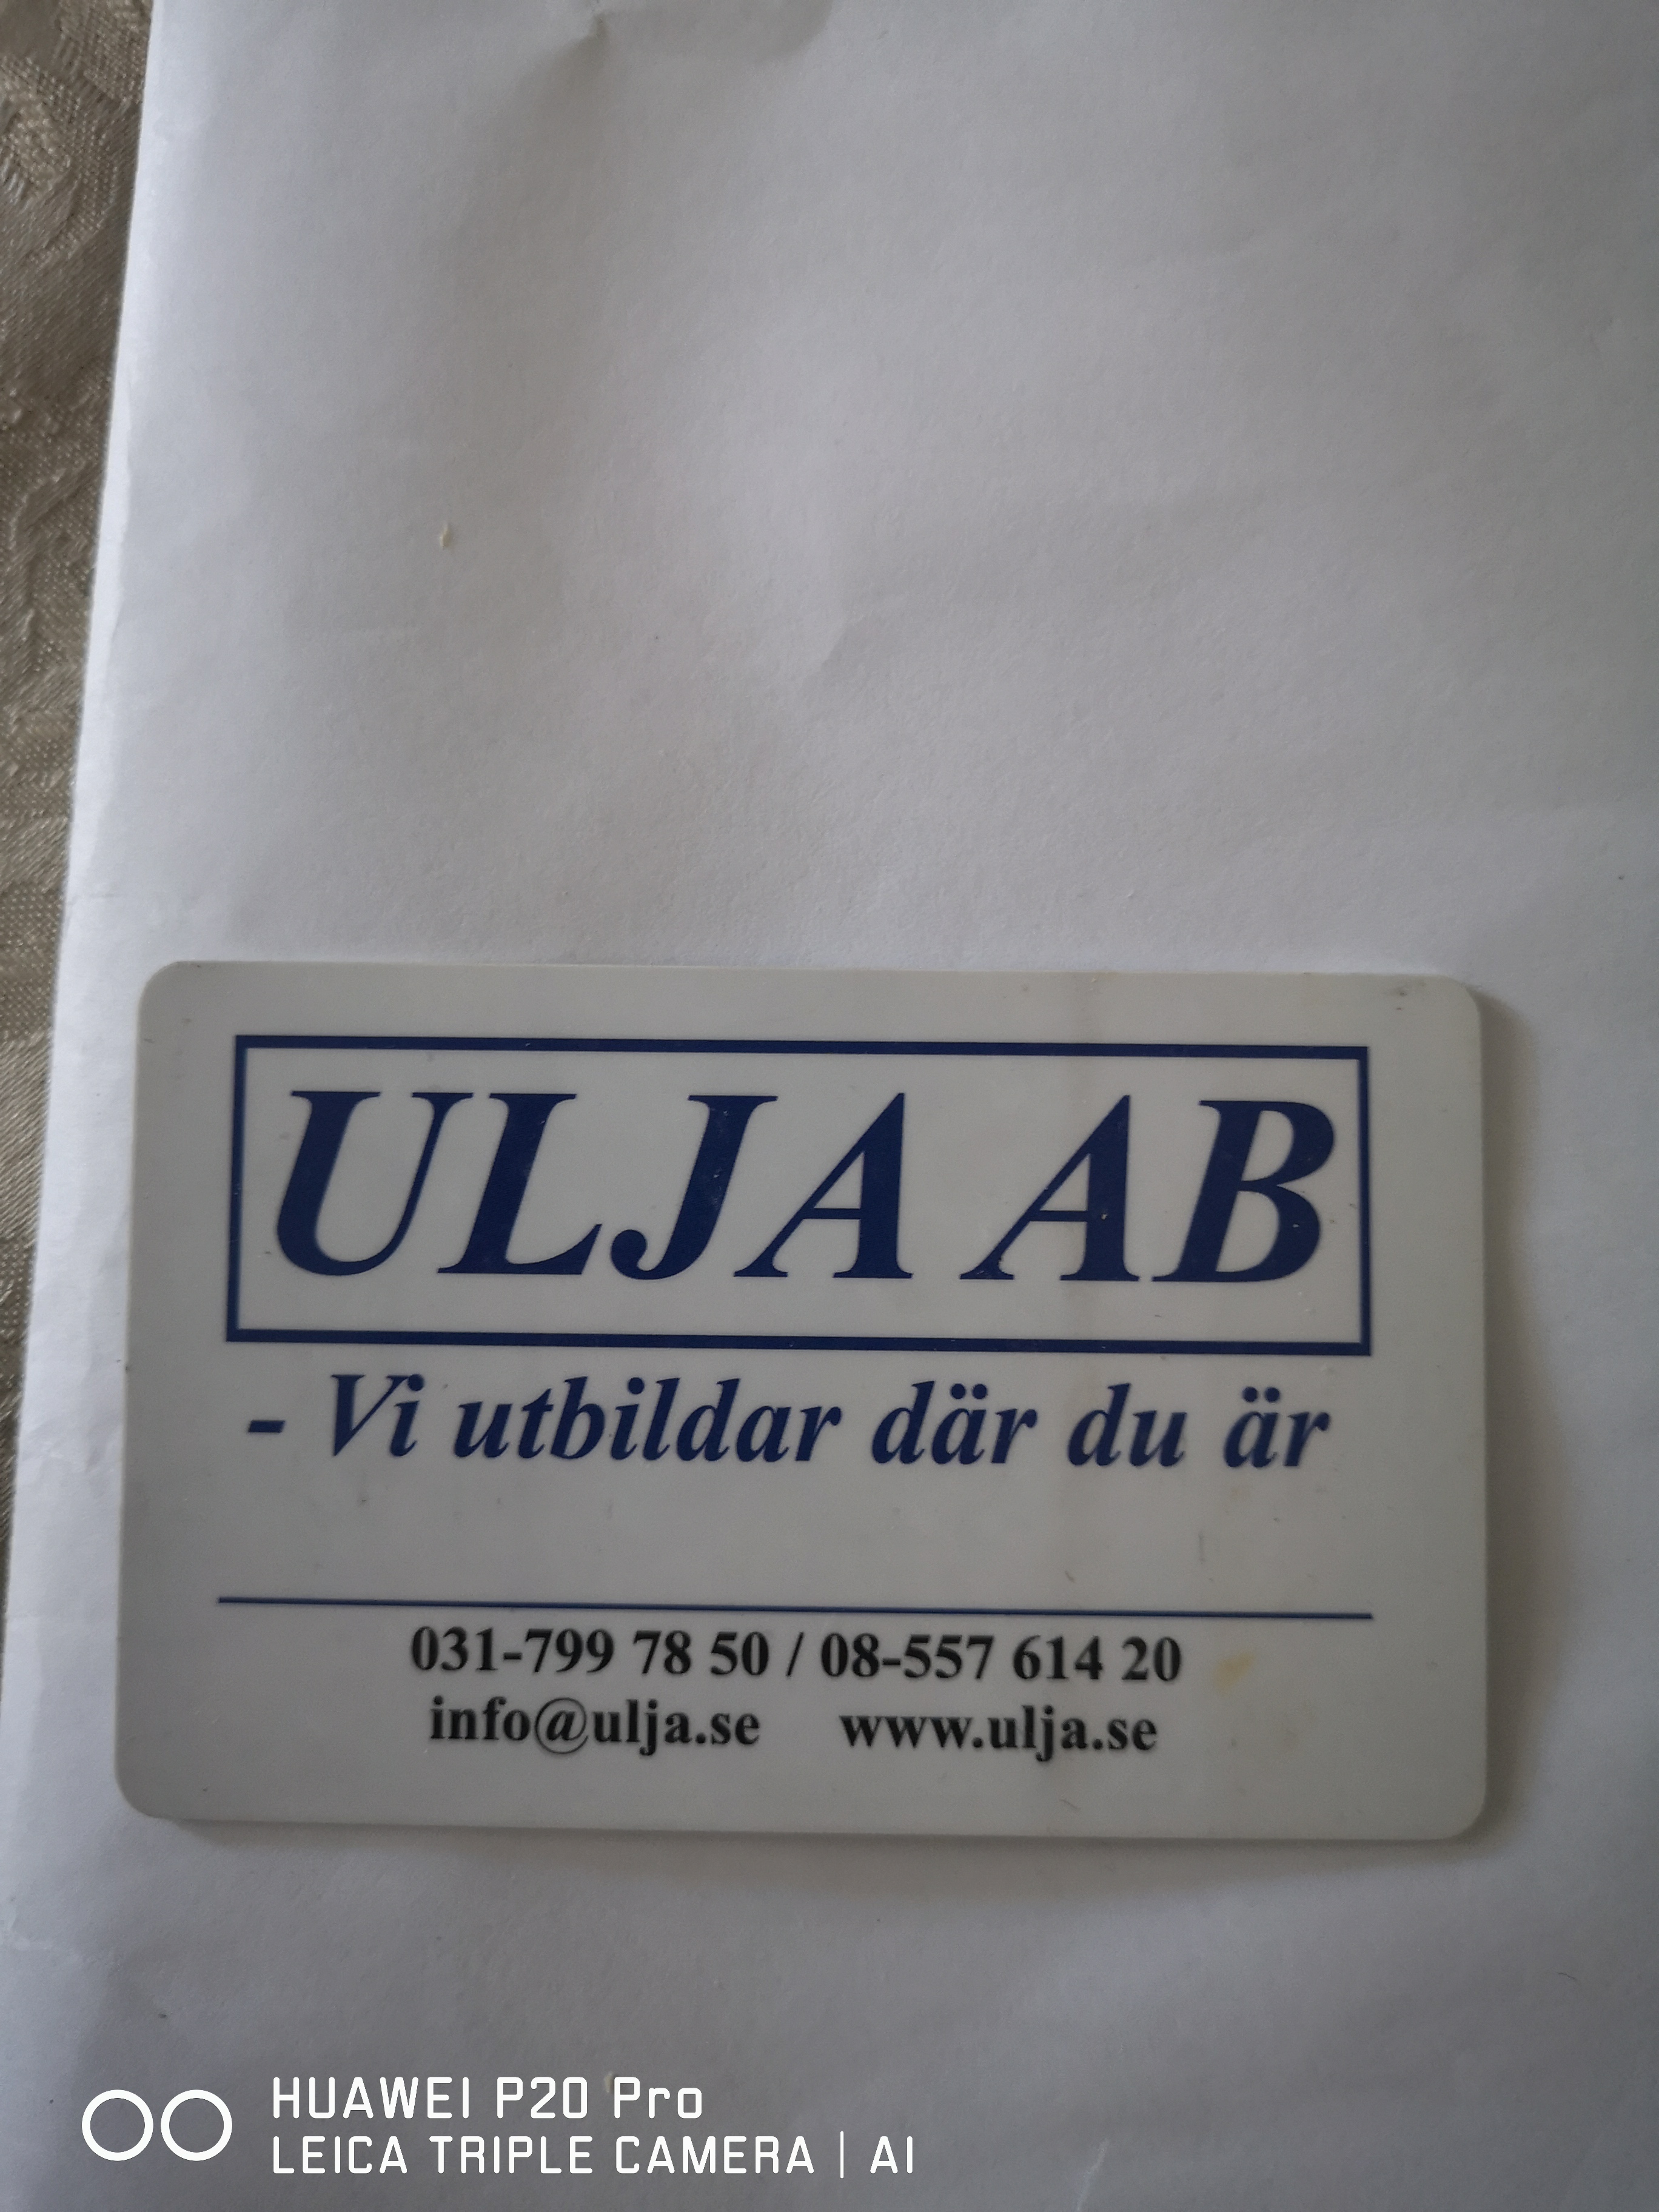 ULJA AB
- Vi utbildar där du är
031-799 78 50 / 08-557 614 20
info@ulja.se www.ulja.se
HUAWEI P20 Pro
LEICA TRIPLE CAMERA | AI